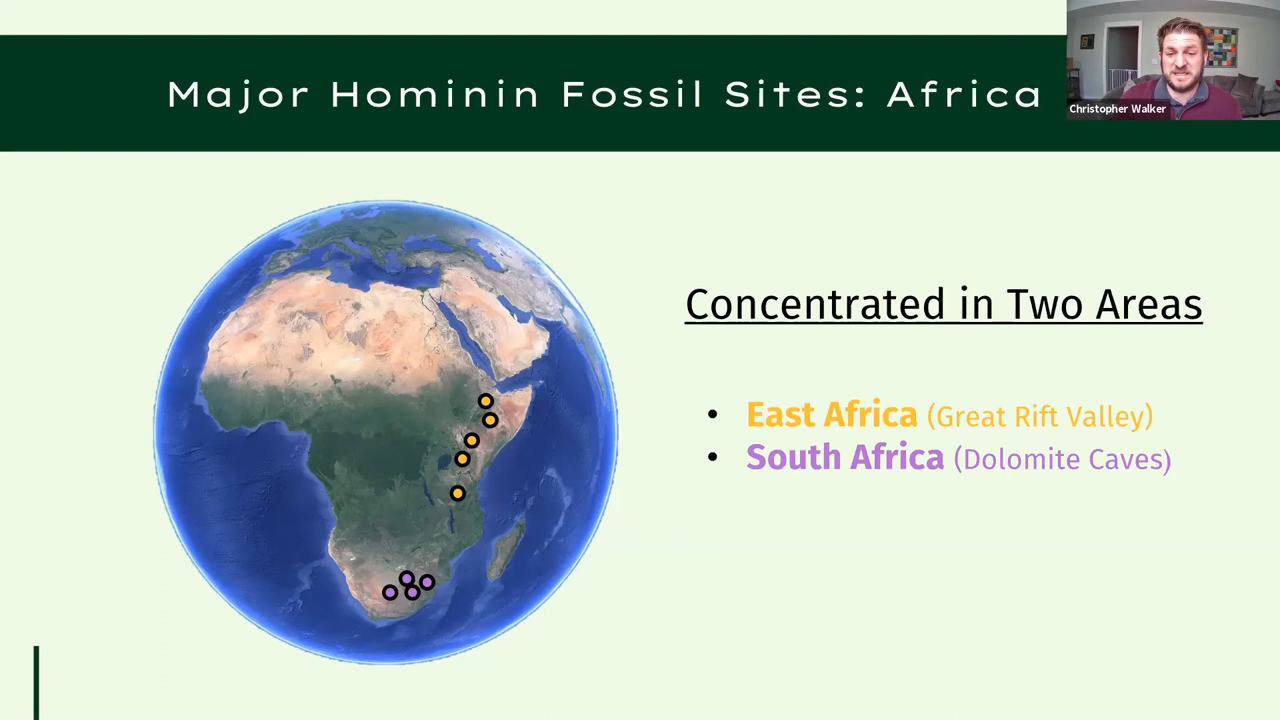 Major Hominin Fossil Sites: Africa
Christopher Walker
Concentrated in Two Areas
• East Africa (Great Rift Valley)
• South Africa (Dolomite Caves)